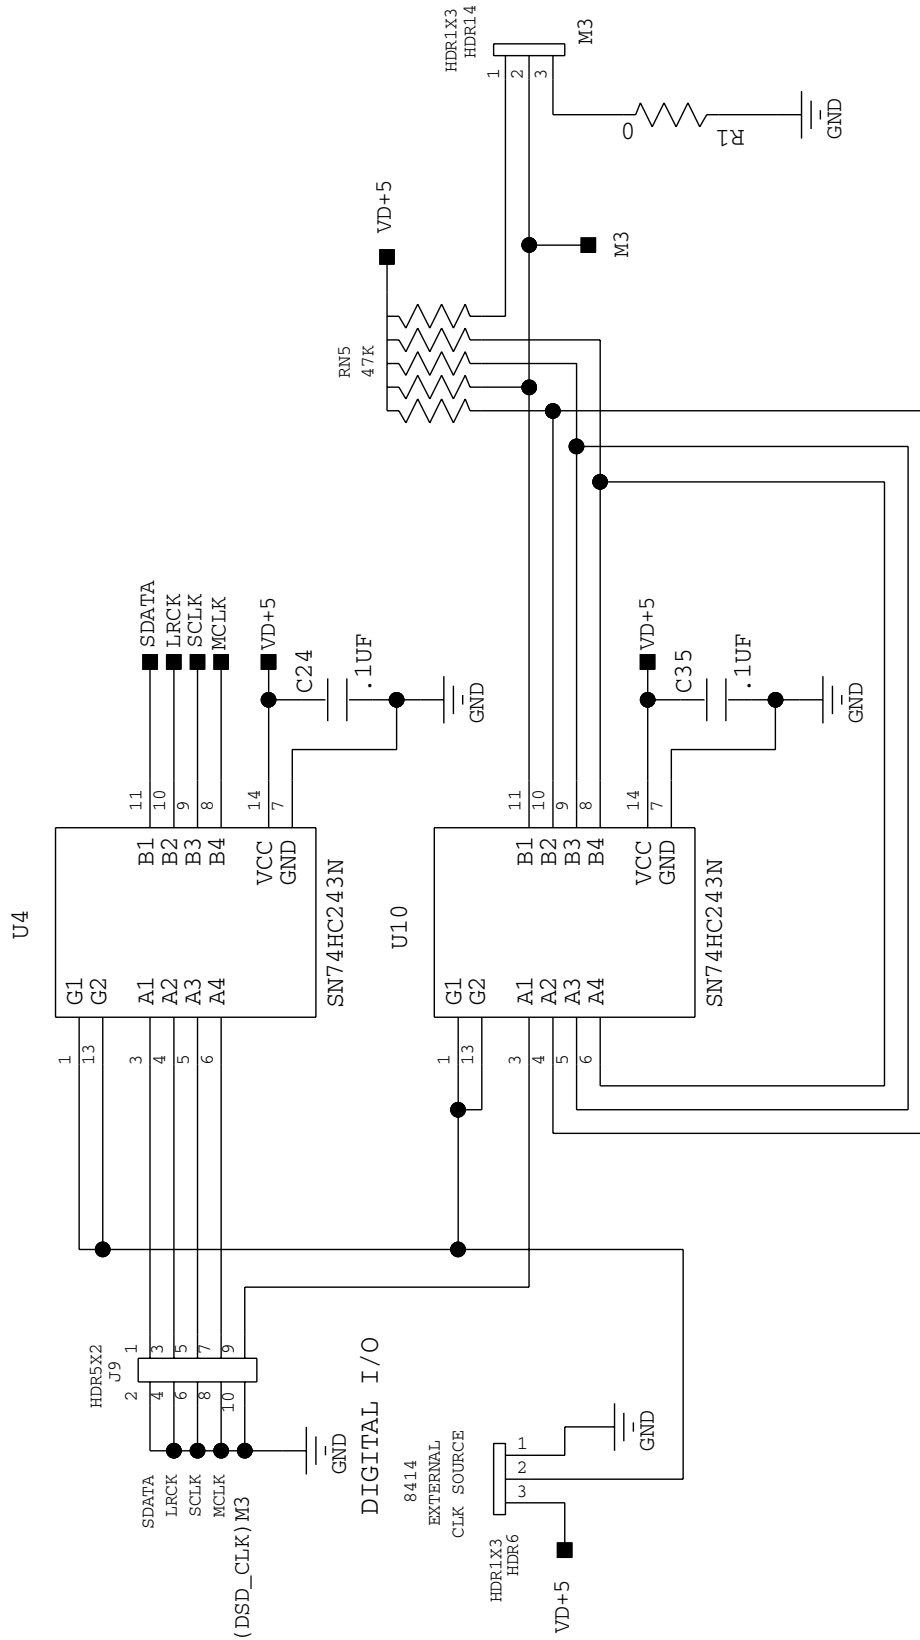 HDR1X3
HDR14
1
2
3
M3
0
R1
GND
VD+5
M3
RN5
47K
SDATA
LRCK
SCLK
MCLK
VD+5
C24
.1UF
GND
VD+5
C35
.1UF
GND
11
10
9
8
14
7
11
10
9
8
14
7
U4
B1
B2
B3
B4
VCC
GND
G1
G2
A1
A2
A3
A4
SN74HC243N
U10
B1
B2
B3
B4
VCC
GND
G1
G2
A1
A2
A3
A4
SN74HC243N
1
13
3
4
5
6
1
13
3
4
5
6
HDR5X2
J9
1
3
5
7
9
2
4
6
8
10
SDATA
LRCK
SCLK
MCLK
(DSD_CLK)M3
GND
DIGITAL I/O
8414
EXTERNAL
CLK SOURCE
1
2
3
GND
HDR1X3
HDR6
VD+5